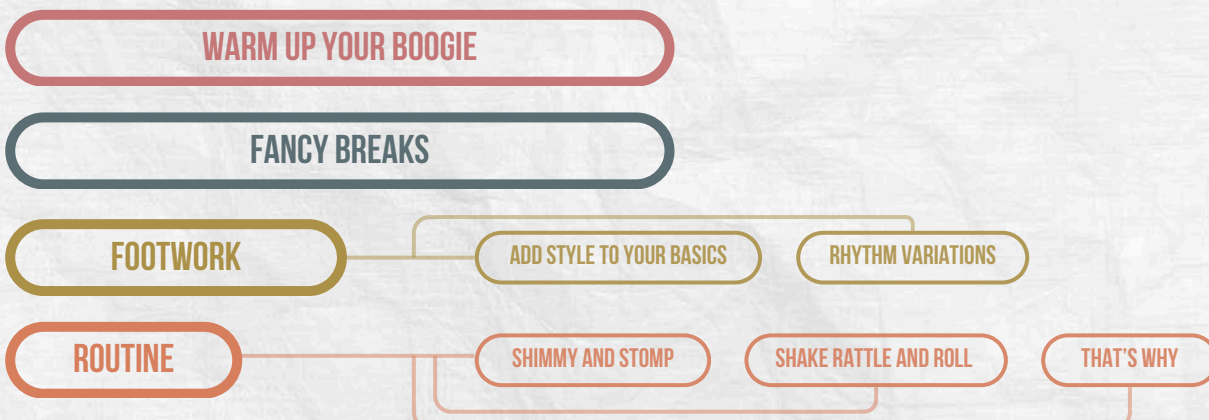 WARM UP YOUR BOOGIE
FANCY BREAKS
FOOTWORK
ADD STYLE TO YOUR BASICS
RHYTHM VARIATIONS
ROUTINE
SHIMMY AND STOMP
SHAKE RATTLE AND ROLL
THAT'S WHY